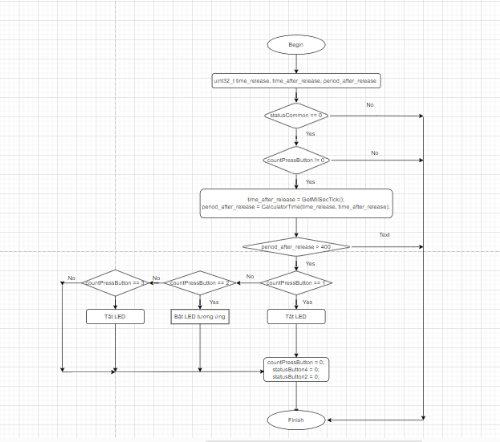 Begin
uint32_t time_release, time_after_release, period_after_release
statusCommon == 0
No
Yes
countPressButton != 0
No
Yes
time_after_release = GetMilSecTick();
period_after_release = CalculatorTime(time_release, time_after_release);
period_after_release > 400
Text
Yes
countPressButton == 3
No
countPressButton == 2
No
countPressButton == 1
No
Yes
Yes
Tắt LED
Bật LED tương ứng
Tắt LED
countPressButton = 0;
statusButton4 = 0;
statusButton2 = 0;
Finish